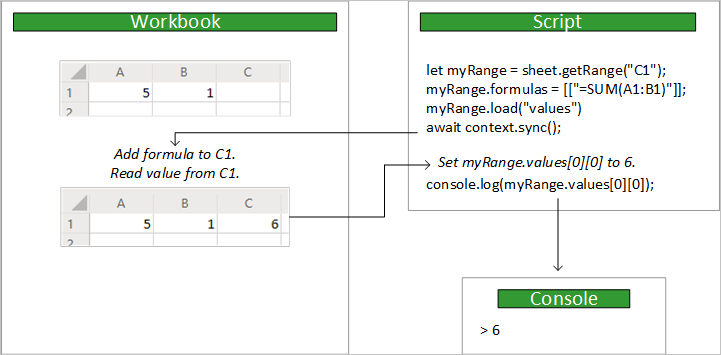 Workbook
A B C
1 5 1
2
Add formula to C1.
Read value from C1.
A B C
1 5 1 6
2
Script
let myRange = sheet.getRange("C1");
myRange.formulas = [["=SUM(A1:B1)"]];
myRange.load("values")
await context.sync();
Set myRange.values[0][0] to 6.
console.log(myRange.values[0][0]);
Console
> 6